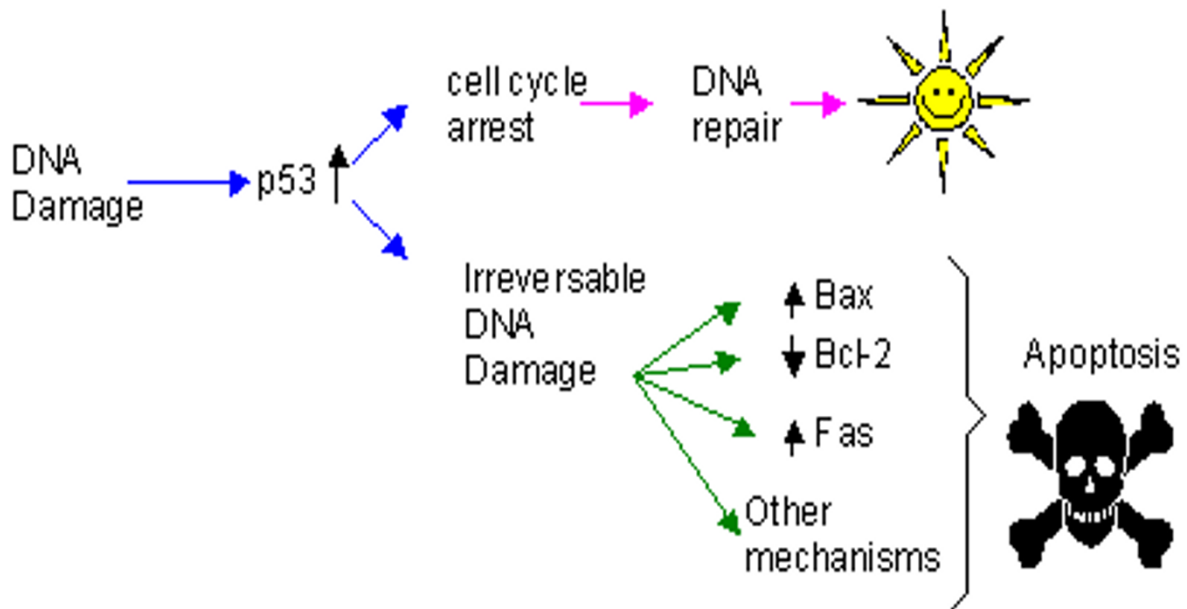 DNA
Damage
p53
cell cycle
arrest
DNA
repair
Irreversable
DNA
Damage
Bax
Bcl-2
Fas
Other
mechanisms
Apoptosis